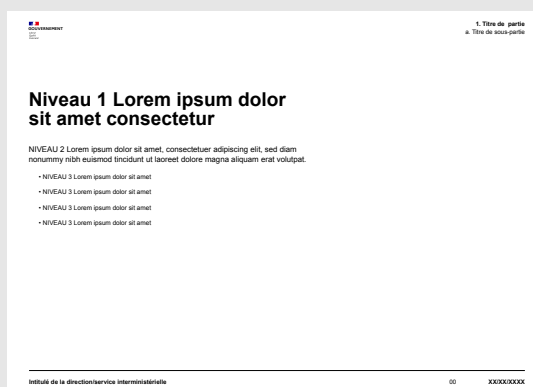 GOUVERNEMENT
1. Titre de partie
a. Titre de sous-partie
Niveau 1 Lorem ipsum dolor
sit amet consectetur
NIVEAU 2 Lorem ipsum dolor sit amet, consectetuer adipiscing elit, sed diam
nonummy nibh euismod tincidunt ut laoreet dolore magna aliquam erat volutpat.
• NIVEAU 3 Lorem ipsum dolor sit amet
• NIVEAU 3 Lorem ipsum dolor sit amet
• NIVEAU 3 Lorem ipsum dolor sit amet
• NIVEAU 3 Lorem ipsum dolor sit amet
Intitulé de la direction/service interministérielle 00 XX/XX/XXXX